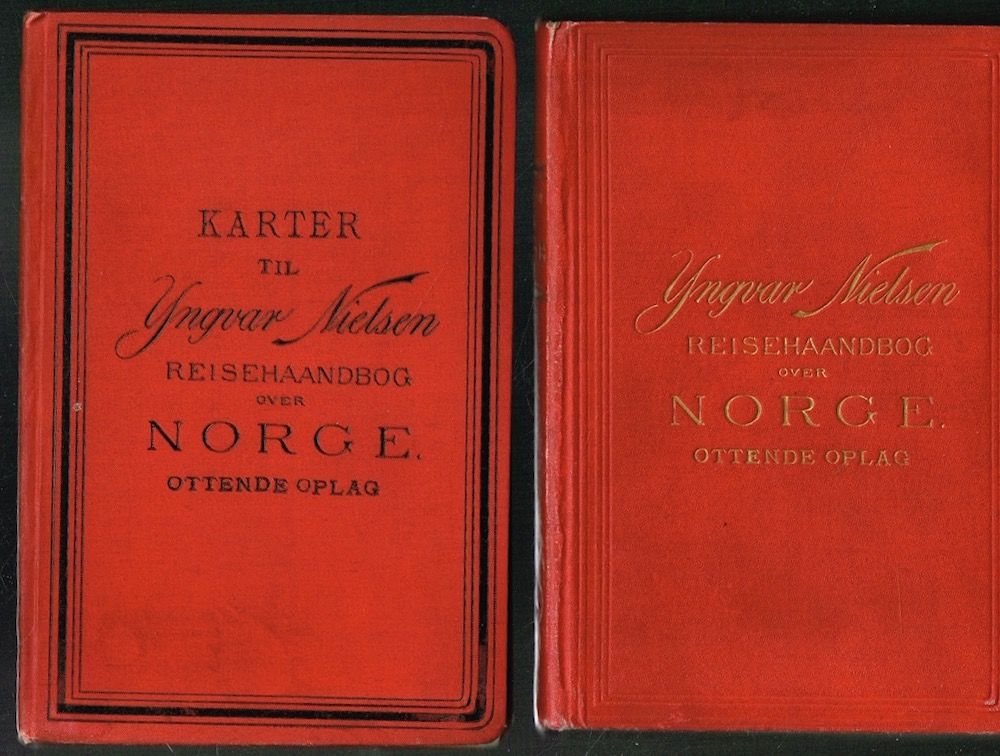 KARTER
TIL
Yngvar Nielsen
REISEHAANDBOG
OVER
NORGE.
OTTENDE OPLAG
Yngvar Nielsen
REISEHAANDBOG
OVER
NORGE.
OTTENDE OPLAG